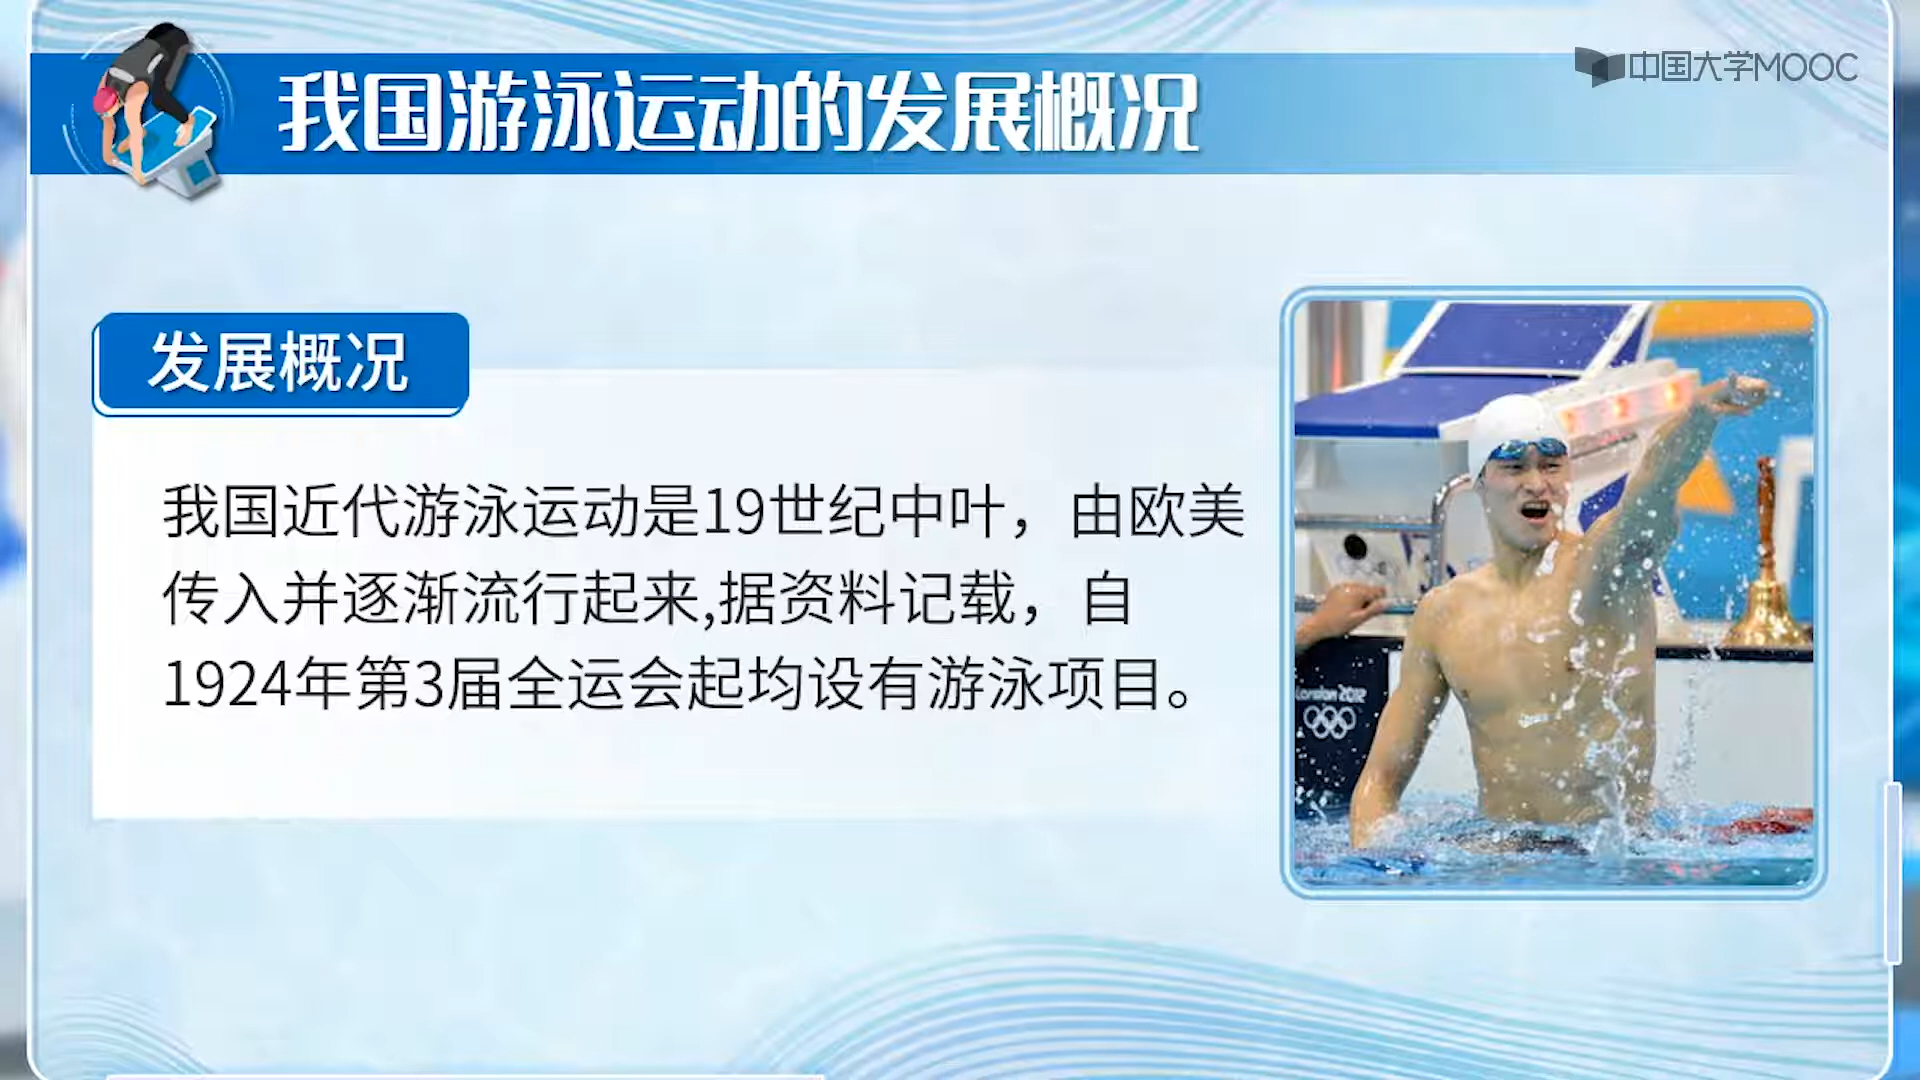 中国大学MOOC
我国游泳运动的发展概况
发展概况
我国近代游泳运动是19世纪中叶，由欧美
传入并逐渐流行起来,据资料记载，自
1924年第3届全运会起均设有游泳项目。
London 2012